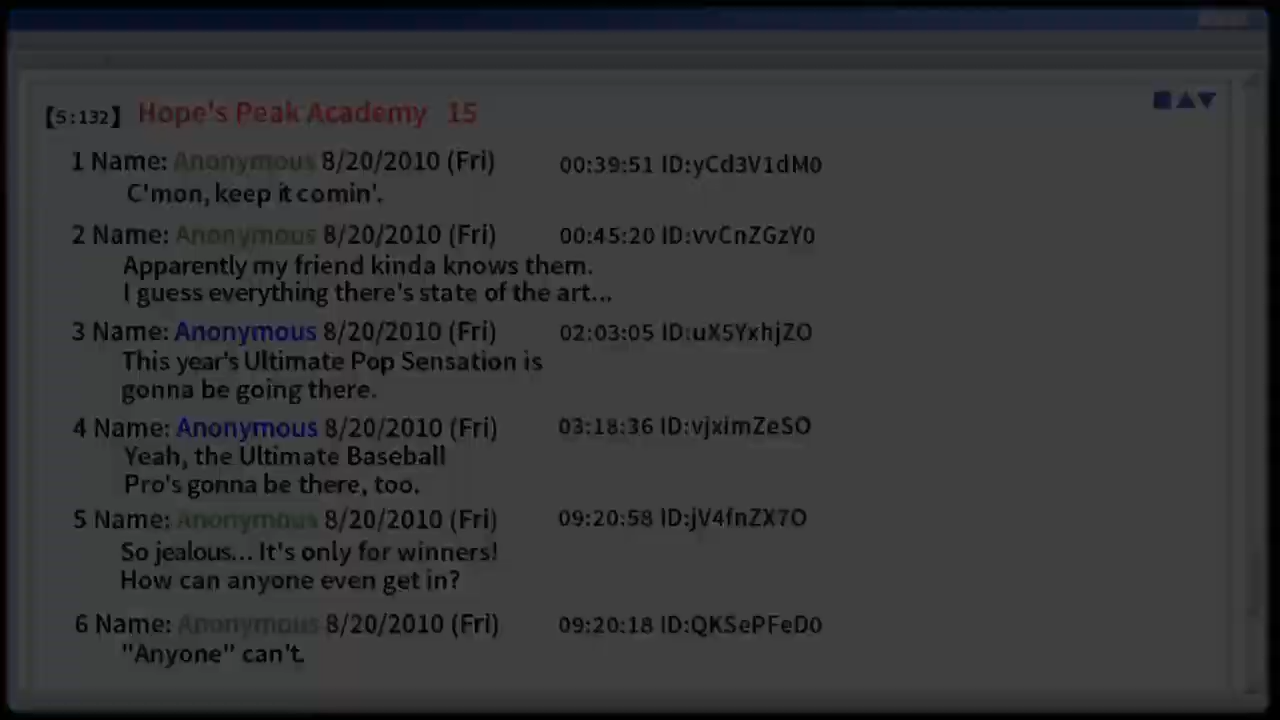 【5:132】 Hope's Peak Academy 15
1 Name: Anonymous 8/20/2010 (Fri) 00:39:51 ID:yCd3V1dM0
C'mon, keep it comin'.
2 Name: Anonymous 8/20/2010 (Fri) 00:45:20 ID:vvCnZGzY0
Apparently my friend kinda knows them.
I guess everything there's state of the art...
3 Name: Anonymous 8/20/2010 (Fri) 02:03:05 ID:uX5YxhjZO
This year's Ultimate Pop Sensation is
gonna be going there.
4 Name: Anonymous 8/20/2010 (Fri) 03:18:36 ID:vjximZeSO
Yeah, the Ultimate Baseball
Pro's gonna be there, too.
5 Name: Anonymous 8/20/2010 (Fri) 09:20:58 ID:jV4fnZX7O
So jealous... It's only for winners!
How can anyone even get in?
6 Name: Anonymous 8/20/2010 (Fri) 09:20:18 ID:QKSePFeD0
"Anyone" can't.